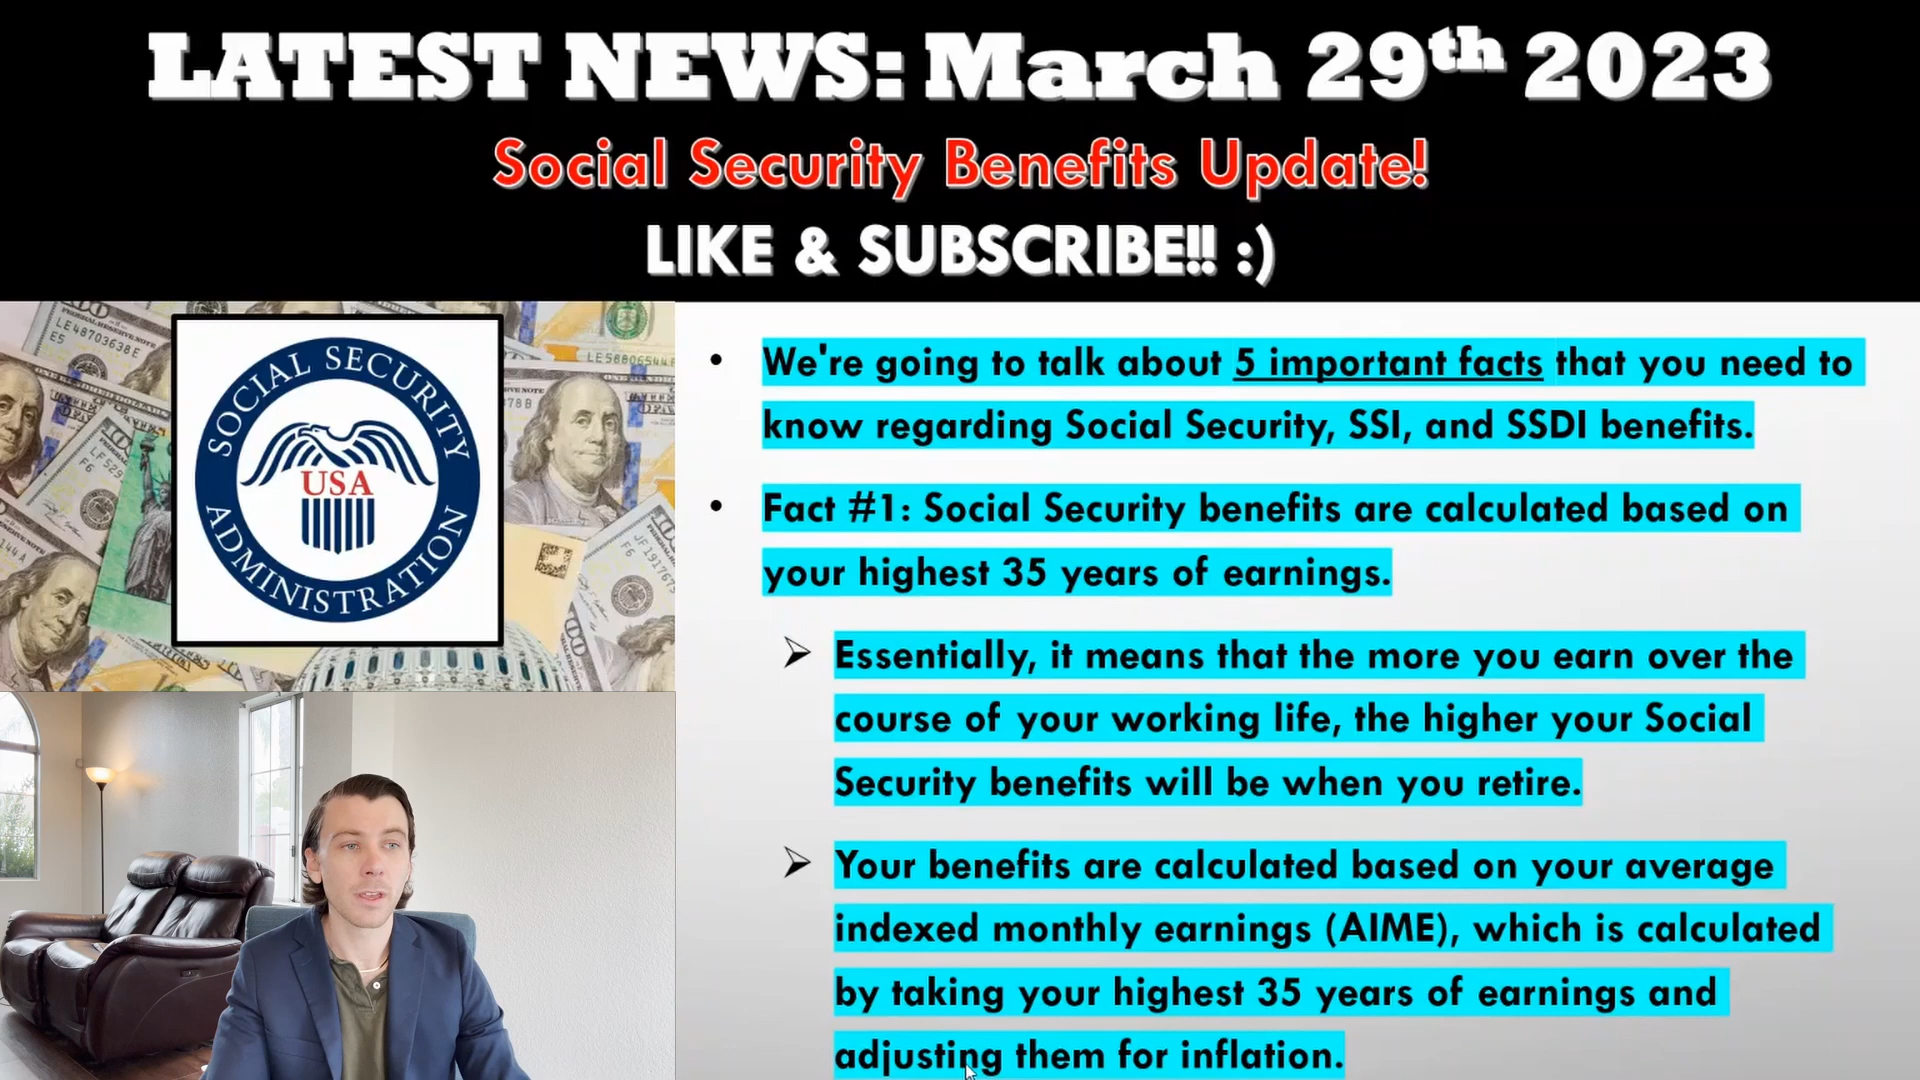 LATEST NEWS: March 29th 2023
Social Security Benefits Update!
LIKE & SUBSCRIBE!! :)
SOCIAL SECURITY
USA
ADMINISTRATION
LE48703638E
E5
• We're going to talk about 5 important facts that you need to
know regarding Social Security, SSI, and SSDI benefits.
• Fact #1: Social Security benefits are calculated based on
your highest 35 years of earnings.
➢ Essentially, it means that the more you earn over the
course of your working life, the higher your Social
Security benefits will be when you retire.
➢ Your benefits are calculated based on your average
indexed monthly earnings (AIME), which is calculated
by taking your highest 35 years of earnings and
adjusting them for inflation.